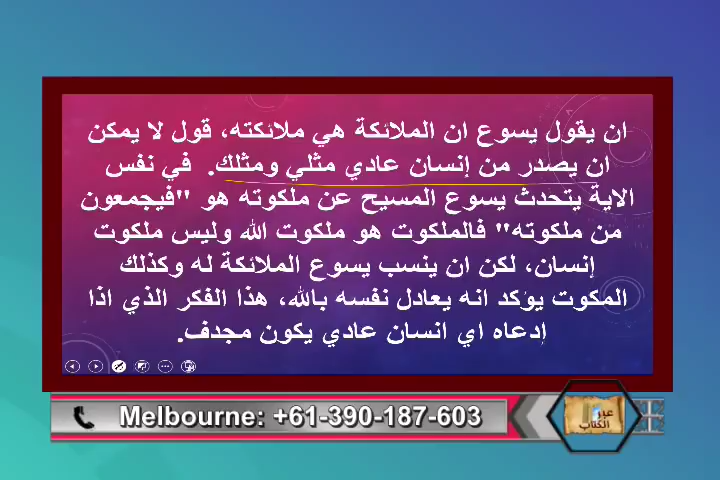 ان يقول يسوع ان الملائكة هي ملائكته، قول لا يمكن
ان يصدر من إنسان عادي مثلي ومثلك. في نفس
الاية يتحدث يسوع المسيح عن ملكوته هو "فيجمعون
من ملكوته" فالملكوت هو ملكوت الله وليس ملكوت
إنسان، لكن ان ينسب يسوع الملائكة له وكذلك
المكوت يؤكد انه يعادل نفسه بالله، هذا الفكر الذي اذا
إدعاه اي انسان عادي يكون مجدف.
Melbourne: +61-390-187-603
عبر
الكتاب